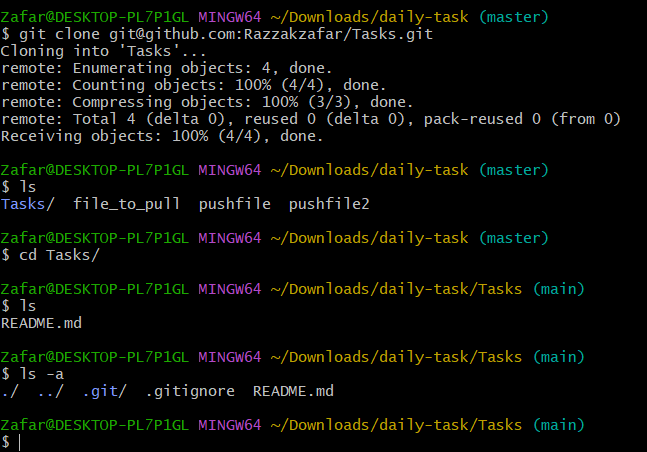 Zafar@DESKTOP-PL7P1GL MINGW64 ~/Downloads/daily-task (master)
$ git clone git@github.com:Razzakzafar/Tasks.git
Cloning into 'Tasks'...
remote: Enumerating objects: 4, done.
remote: Counting objects: 100% (4/4), done.
remote: Compressing objects: 100% (3/3), done.
remote: Total 4 (delta 0), reused 0 (delta 0), pack-reused 0 (from 0)
Receiving objects: 100% (4/4), done.
Zafar@DESKTOP-PL7P1GL MINGW64 ~/Downloads/daily-task (master)
$ ls
Tasks/  file_to_pull  pushfile  pushfile2
Zafar@DESKTOP-PL7P1GL MINGW64 ~/Downloads/daily-task (master)
$ cd Tasks/
Zafar@DESKTOP-PL7P1GL MINGW64 ~/Downloads/daily-task/Tasks (main)
$ ls
README.md
Zafar@DESKTOP-PL7P1GL MINGW64 ~/Downloads/daily-task/Tasks (main)
$ ls -a
./  ../  .git/  .gitignore  README.md
Zafar@DESKTOP-PL7P1GL MINGW64 ~/Downloads/daily-task/Tasks (main)
$